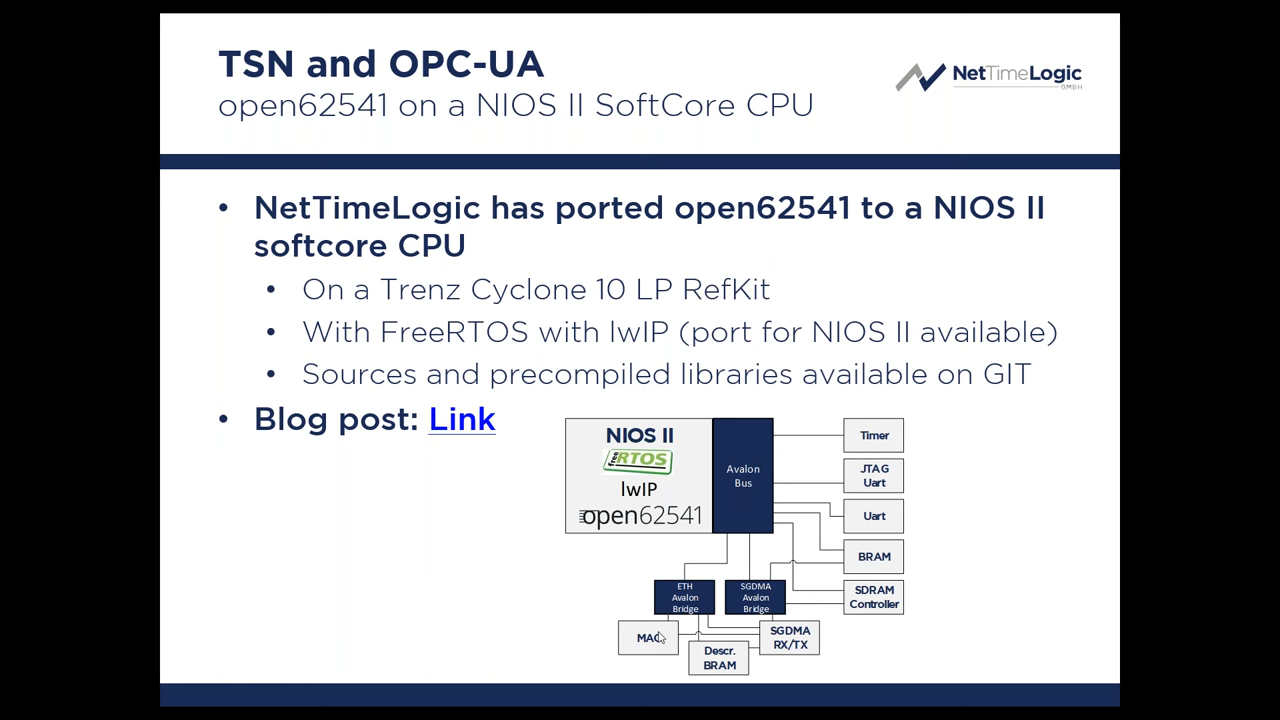 TSN and OPC-UA
open62541 on a NIOS II SoftCore CPU
NetTimeLogic
GMBH
• NetTimeLogic has ported open62541 to a NIOS II
softcore CPU
• On a Trenz Cyclone 10 LP RefKit
• With FreeRTOS with lwIP (port for NIOS II available)
• Sources and precompiled libraries available on GIT
• Blog post: Link
NIOS II
free RTOS
lwIP
open62541
Avalon
Bus
Timer
JTAG
Uart
Uart
BRAM
SDRAM
Controller
ETH
Avalon
Bridge
SGDMA
Avalon
Bridge
MAC
Descr.
BRAM
SGDMA
RX/TX